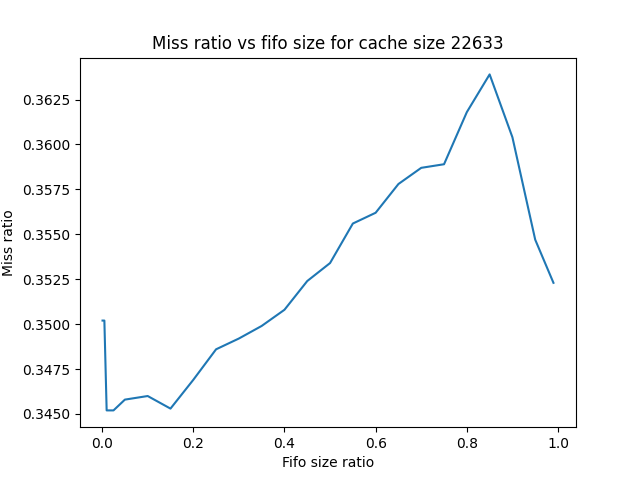 Miss ratio vs fifo size for cache size 22633
0.3625
0.3600
0.3575
0.3550
0.3525
0.3500
0.3475
0.3450
Miss ratio
0.0 0.2 0.4 0.6 0.8 1.0
Fifo size ratio